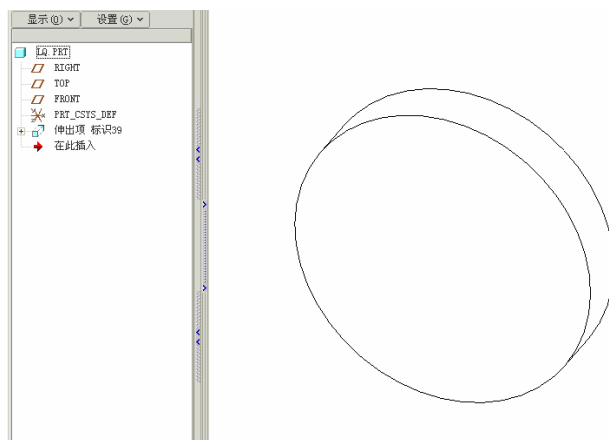 显示(O) 设置(G)
LQ.PRT
RIGHT
TOP
FRONT
PRT_CSYS_DEF
伸出项 标识39
在此插入